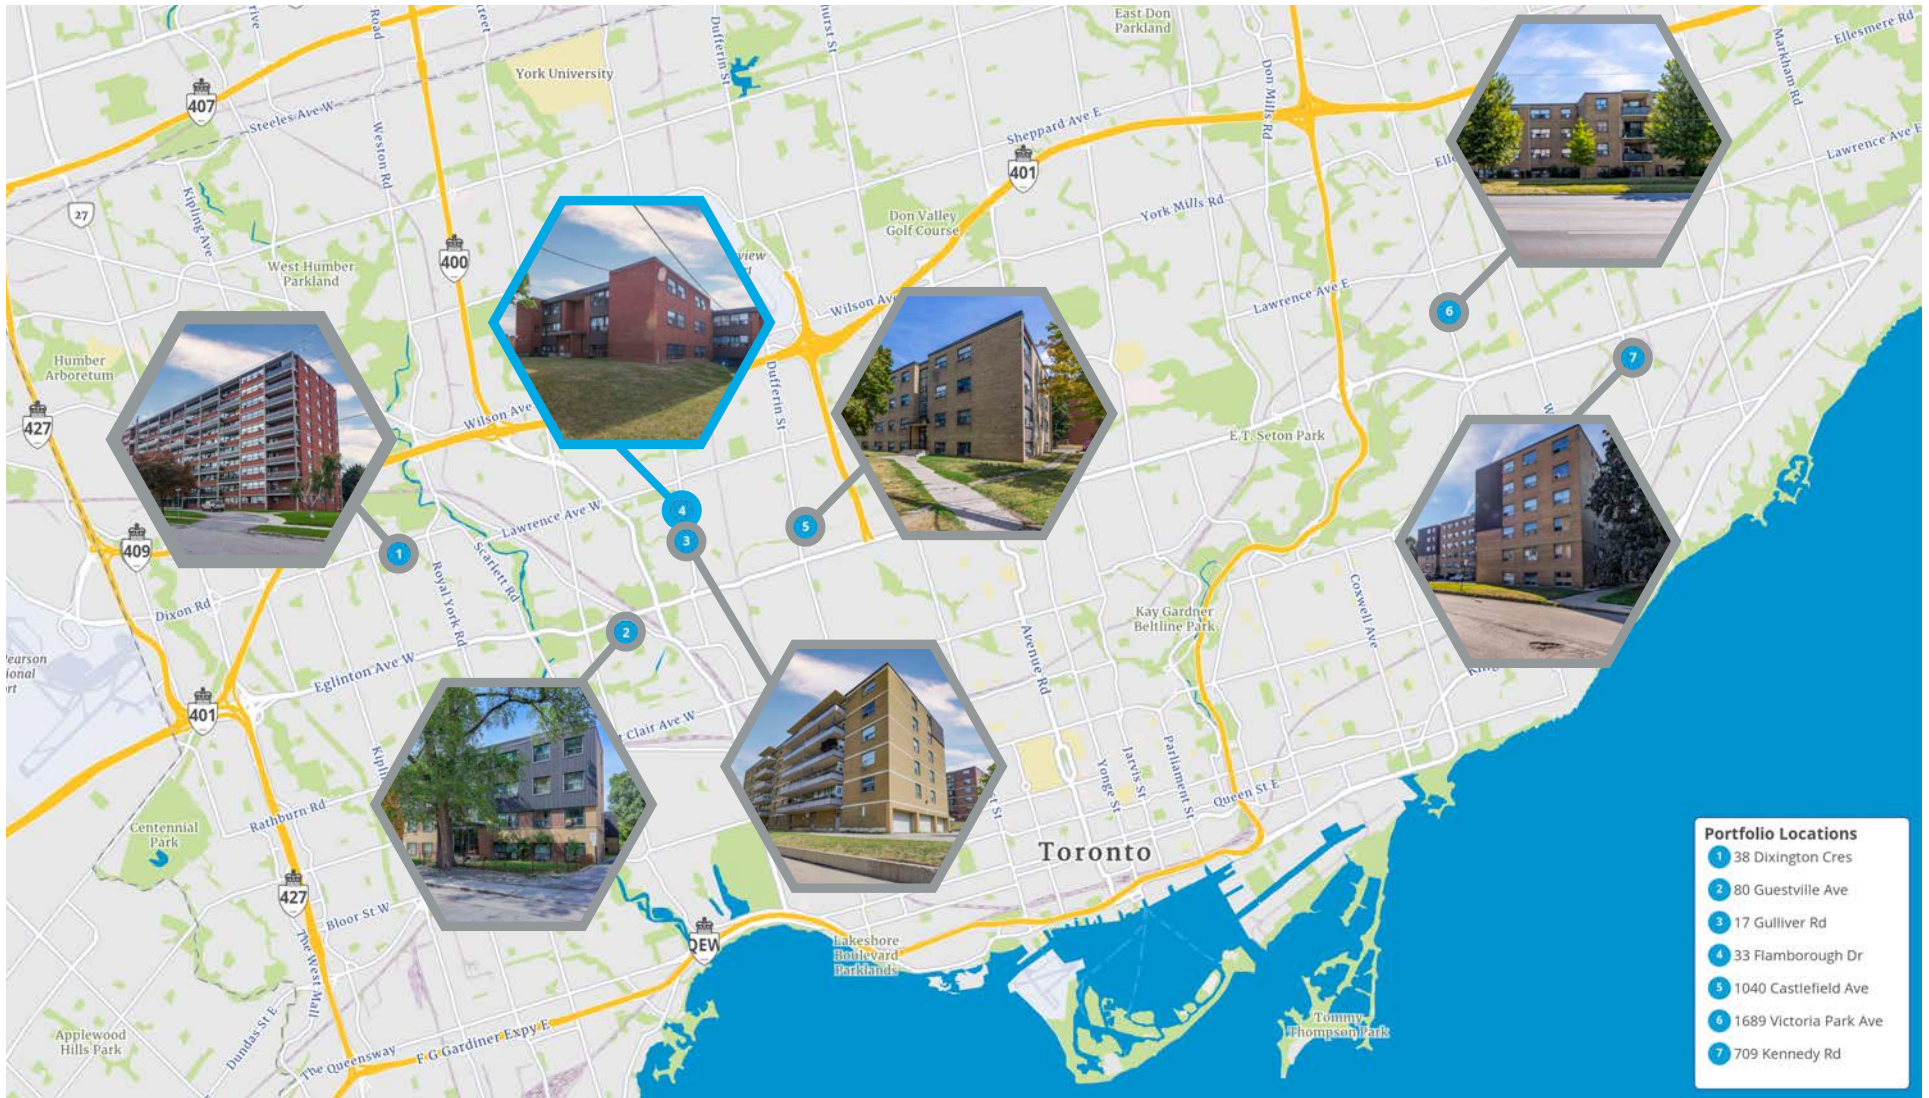 East Don
Parkland
Ellesmere Rd
Markham Rd
Dufferin St
York University
Don Mills Rd
407
Steeles Ave W
Weston Rd
Sheppard Ave E
Lawrence Ave E
401
Kipling Ave
27
York Mills Rd
Don Valley
Golf Course
400
West Humber
Parkland
Lawrence Ave E
Wilson Ave
6
Humber
Arboretum
7
Dufferin St
427
Wilson Ave
E.T. Seton Park
Lawrence Ave W
4
5
3
409
1
Scarlett Rd
Royal York Rd
Dixon Rd
Coxwell Ave
Kay Gardner
Beltline Park
2
Avenue Rd
Eglinton Ave W
401
Clair Ave W
Parliament St
Jarvis St
Yonge St
Queen St E
Rathburn Rd
Centennial
Park
Toronto
427
Bloor St W
The West Mall
QEW
Lakeshore
Boulevard
Parklands
Applewood
Hills Park
Dundas St E
The Queensway
F G Gardiner Expy E
Tommy
Thompson Park
Portfolio Locations
1 38 Dixington Cres
2 80 Guestville Ave
3 17 Gulliver Rd
4 33 Flamborough Dr
5 1040 Castlefield Ave
6 1689 Victoria Park Ave
7 709 Kennedy Rd